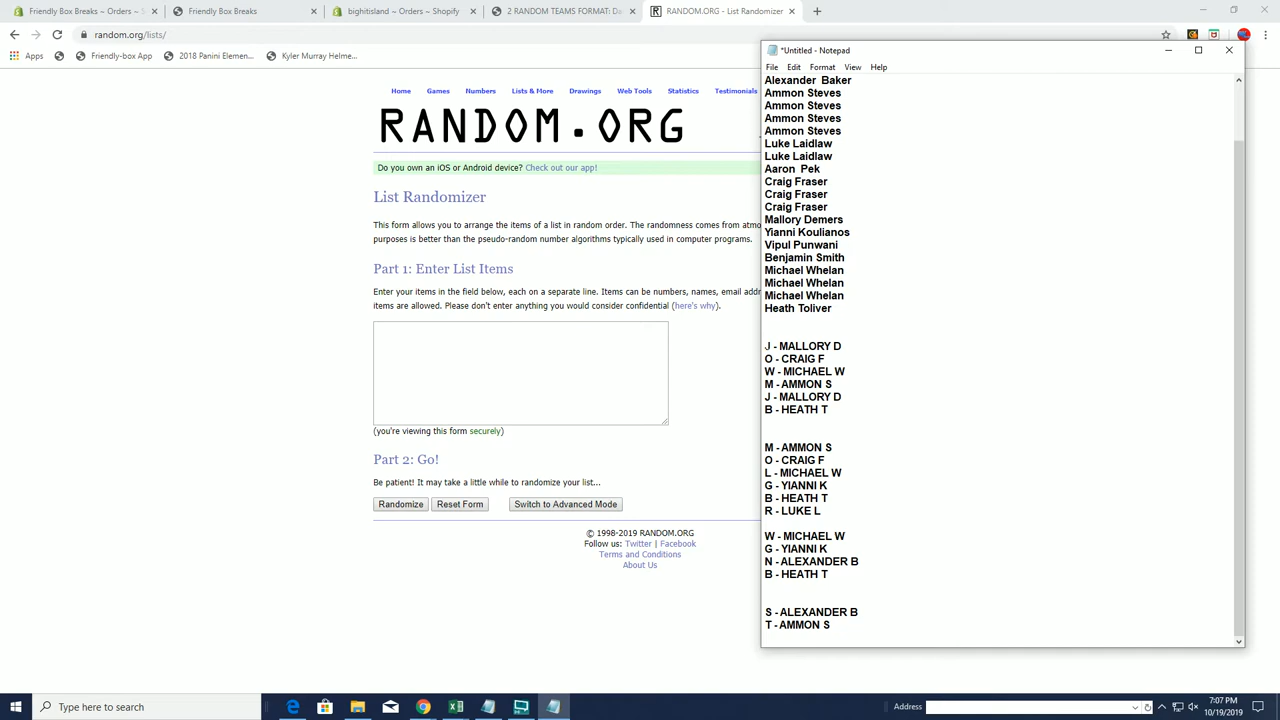 Friendly Box Breaks ~ Orders ~ S
Friendly Box Breaks
bighitisland ~ Orders ~ Shopify
2 RANDOM TEAMS FORMAT: Da
RANDOM.ORG - List Randomizer
random.org/lists/
Apps
Friendly-box App
2018 Panini Elemen...
Kyler Murray Helme...
Home
Games
Numbers
Lists & More
Drawings
Web Tools
Statistics
Testimonials
RANDOM.ORG
Do you own an iOS or Android device? Check out our app!
List Randomizer
This form allows you to arrange the items of a list in random order. The randomness comes from atmo
purposes is better than the pseudo-random number algorithms typically used in computer programs.
Part 1: Enter List Items
Enter your items in the field below, each on a separate line. Items can be numbers, names, email addr
items are allowed. Please don't enter anything you would consider confidential (here's why).
(you're viewing this form securely)
Part 2: Go!
Be patient! It may take a little while to randomize your list...
Randomize
Reset Form
Switch to Advanced Mode
© 1998-2019 RANDOM.ORG
Follow us: Twitter | Facebook
Terms and Conditions
About Us
*Untitled - Notepad
File
Edit
Format
View
Help
Alexander Baker
Ammon Steves
Ammon Steves
Ammon Steves
Ammon Steves
Luke Laidlaw
Luke Laidlaw
Aaron Pek
Craig Fraser
Craig Fraser
Craig Fraser
Mallory Demers
Yianni Koulianos
Vipul Punwani
Benjamin Smith
Michael Whelan
Michael Whelan
Michael Whelan
Heath Toliver
J - MALLORY D
O - CRAIG F
W - MICHAEL W
M - AMMON S
J - MALLORY D
B - HEATH T
M - AMMON S
O - CRAIG F
L - MICHAEL W
G - YIANNI K
B - HEATH T
R - LUKE L
W - MICHAEL W
G - YIANNI K
N - ALEXANDER B
B - HEATH T
S - ALEXANDER B
T - AMMON S
Type here to search
Address
7:07 PM
10/19/2019